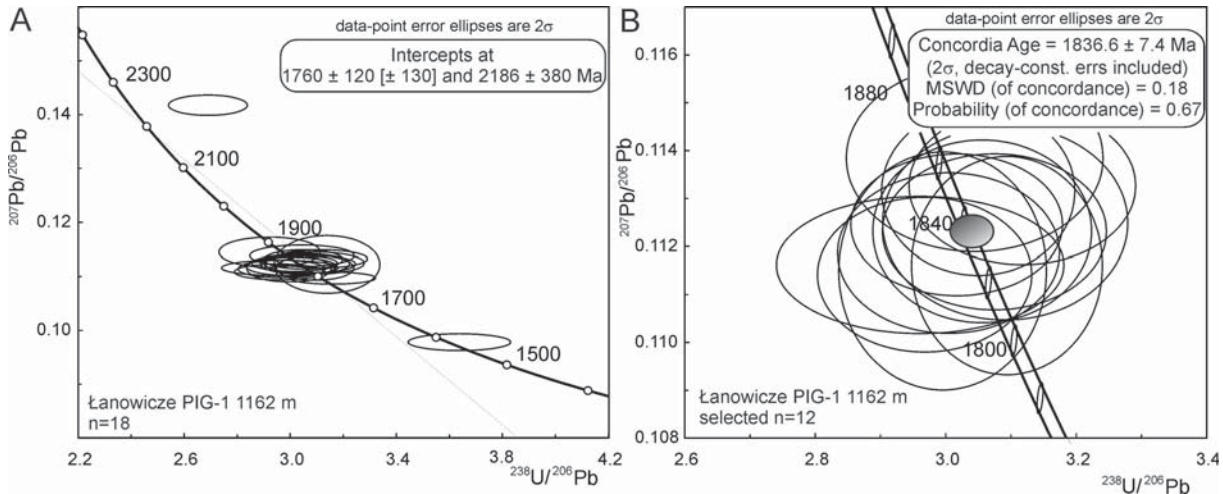 A
data-point error ellipses are 2σ
Intercepts at
1760 ± 120 [± 130] and 2186 ± 380 Ma
2300
2100
1900
1700
1500
0.14
0.12
0.10
²⁰⁷Pb/²⁰⁶Pb
Łanowicze PIG-1 1162 m
n=18
2.2
2.6
3.0
3.4
3.8
4.2
²³⁸U/²⁰⁶Pb
B
data-point error ellipses are 2σ
Concordia Age = 1836.6 ± 7.4 Ma
(2σ, decay-const. errs included)
MSWD (of concordance) = 0.18
Probability (of concordance) = 0.67
1880
1840
1800
0.116
0.114
0.112
0.110
0.108
²⁰⁷Pb/²⁰⁶Pb
Łanowicze PIG-1 1162 m
selected n=12
2.6
2.8
3.0
3.2
3.4
²³⁸U/²⁰⁶Pb